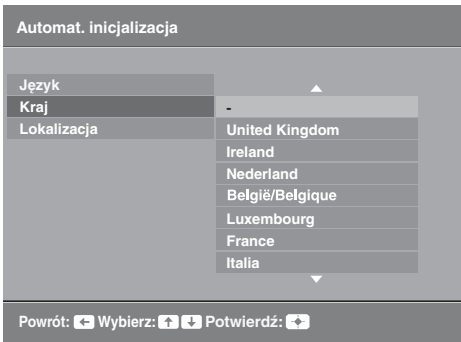 Automat. inicjalizacja
Język
Kraj
Lokalizacja
-
United Kingdom
Ireland
Nederland
België/Belgique
Luxembourg
France
Italia
Powrót: Wybierz: Potwierdź: